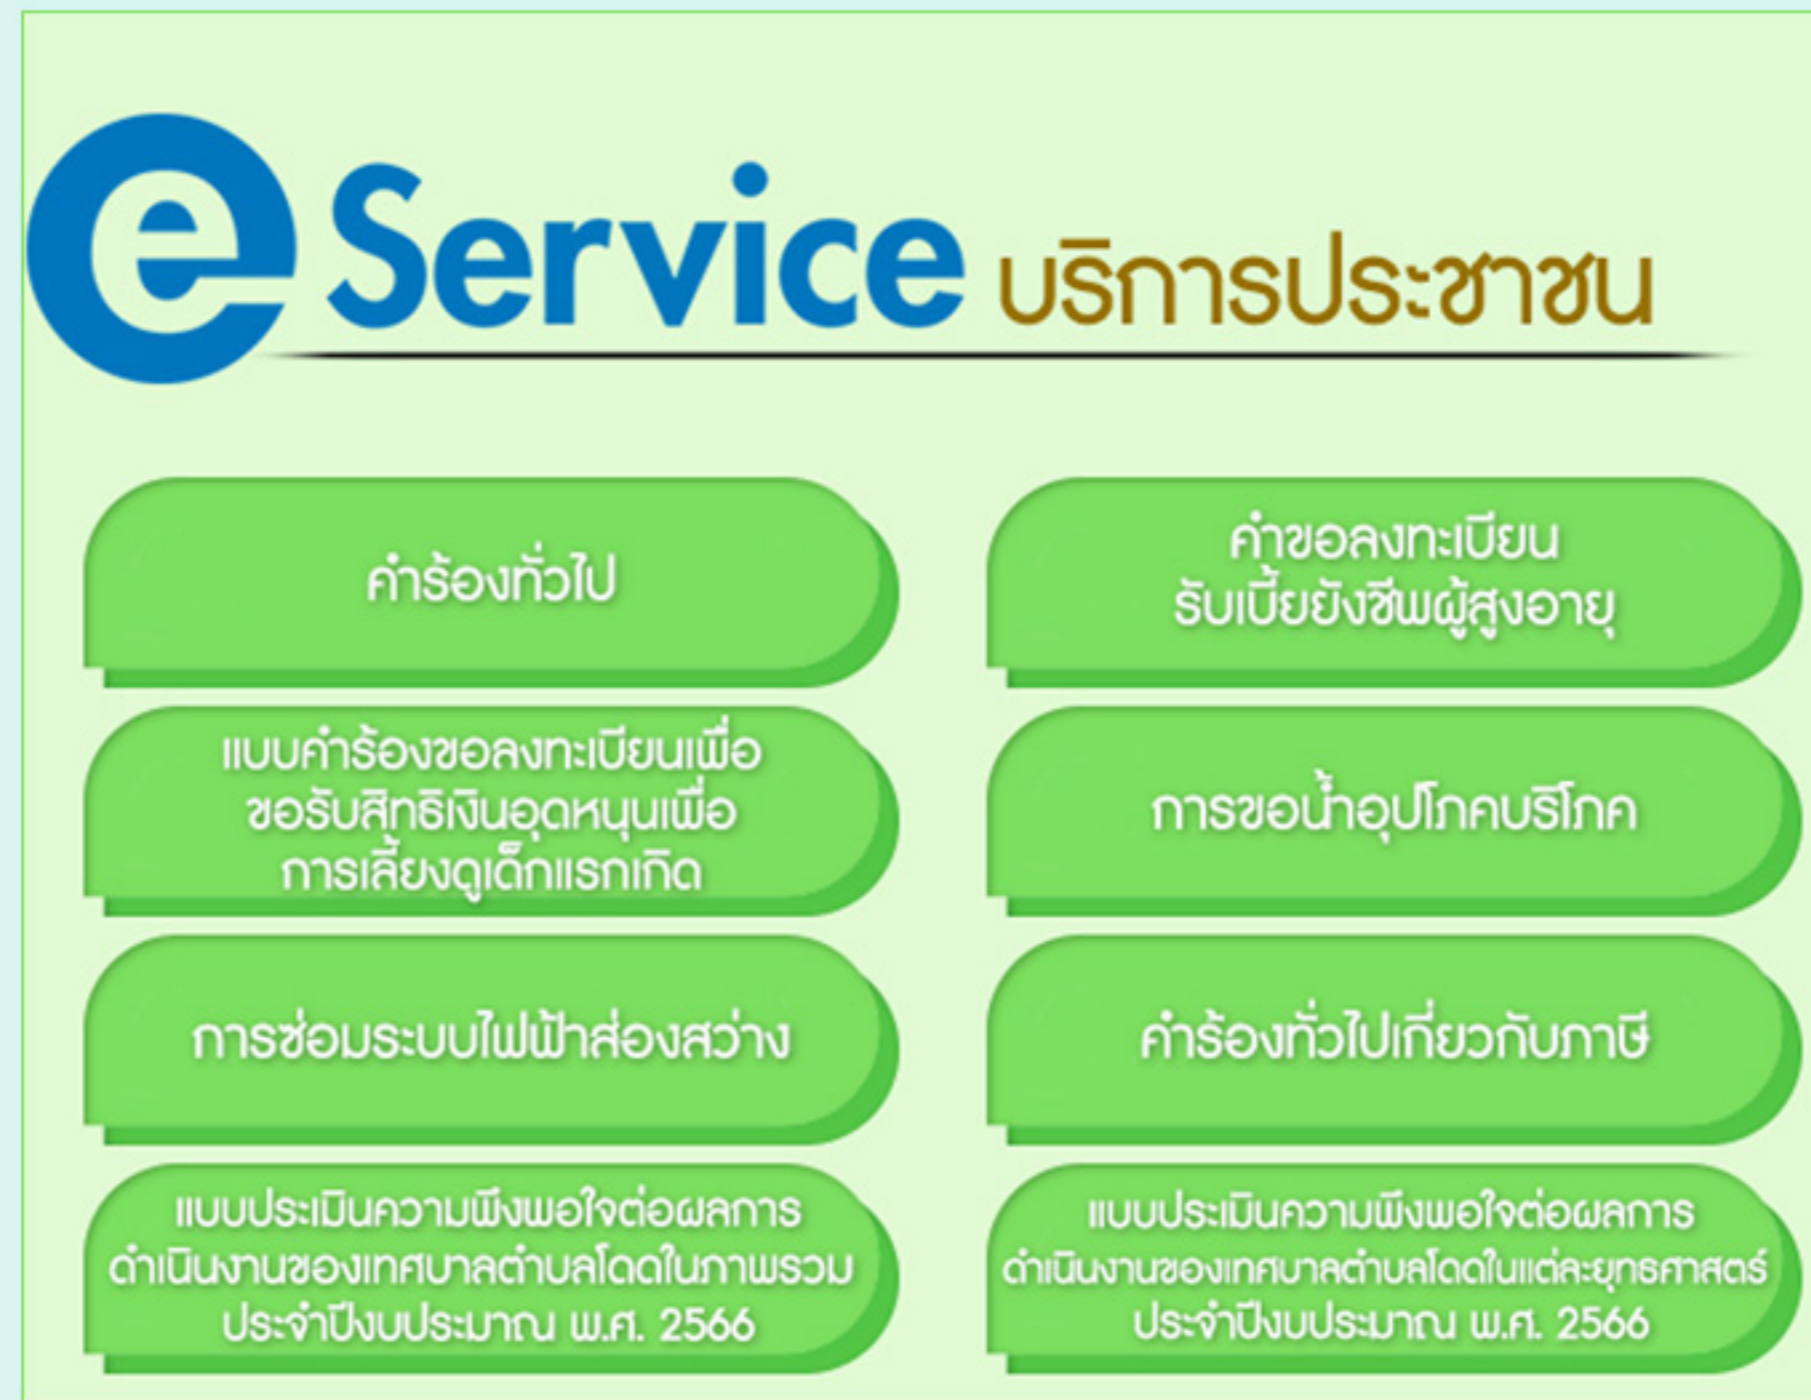 e Service บริการประชาชน
คำร้องทั่วไป
คำขอลงทะเบียน
รับเบี้ยยังชีพผู้สูงอายุ
แบบคำร้องขอลงทะเบียนเพื่อ
ขอรับสิทธิเงินอุดหนุนเพื่อ
การเลี้ยงดูเด็กแรกเกิด
การขอน้ำอุปโภคบริโภค
การซ่อมระบบไฟฟ้าส่องสว่าง
คำร้องทั่วไปเกี่ยวกับภาษี
แบบประเมินความพึงพอใจต่อผลการ
ดำเนินงานของเทศบาลตำบลโดดในภาพรวม
ประจำปีงบประมาณ พ.ศ. 2566
แบบประเมินความพึงพอใจต่อผลการ
ดำเนินงานของเทศบาลตำบลโดดในแต่ละยุทธศาสตร์
ประจำปีงบประมาณ พ.ศ. 2566